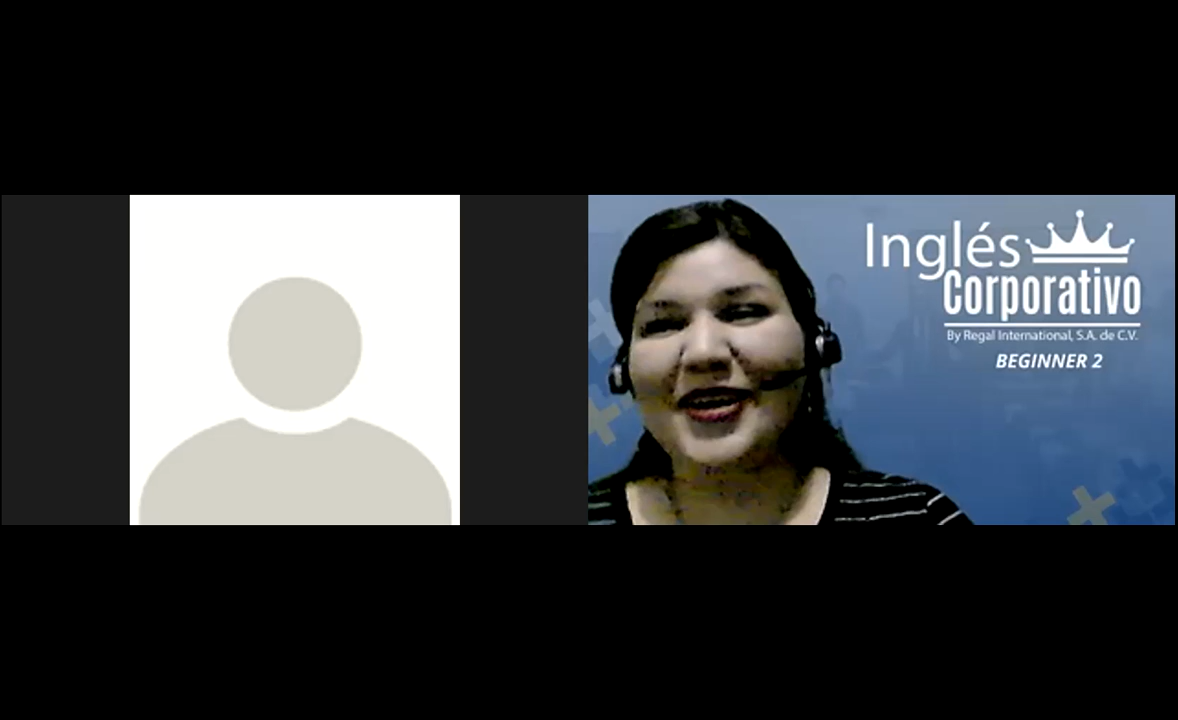 Inglés
Corporativo
By Regal International, S.A. de C.V.
BEGINNER 2